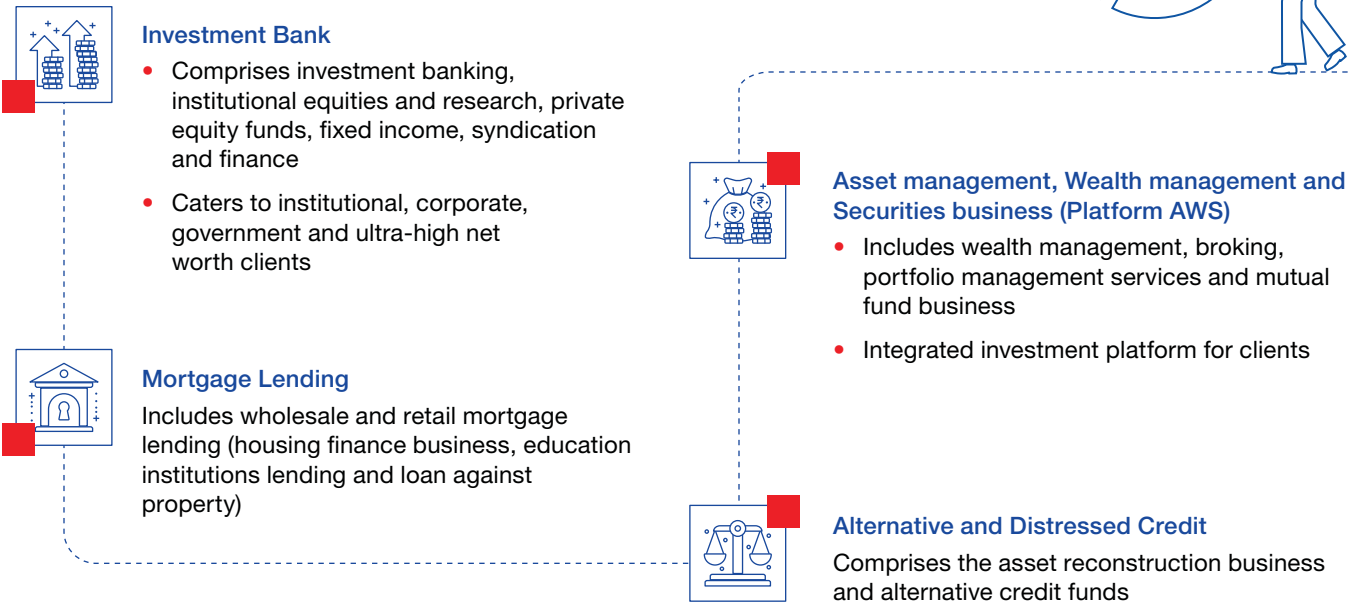 Investment Bank
• Comprises investment banking,
institutional equities and research, private
equity funds, fixed income, syndication
and finance
• Caters to institutional, corporate,
government and ultra-high net
worth clients
Mortgage Lending
Includes wholesale and retail mortgage
lending (housing finance business, education
institutions lending and loan against
property)
₹ ₹
Asset management, Wealth management and
Securities business (Platform AWS)
• Includes wealth management, broking,
portfolio management services and mutual
fund business
• Integrated investment platform for clients
Alternative and Distressed Credit
Comprises the asset reconstruction business
and alternative credit funds